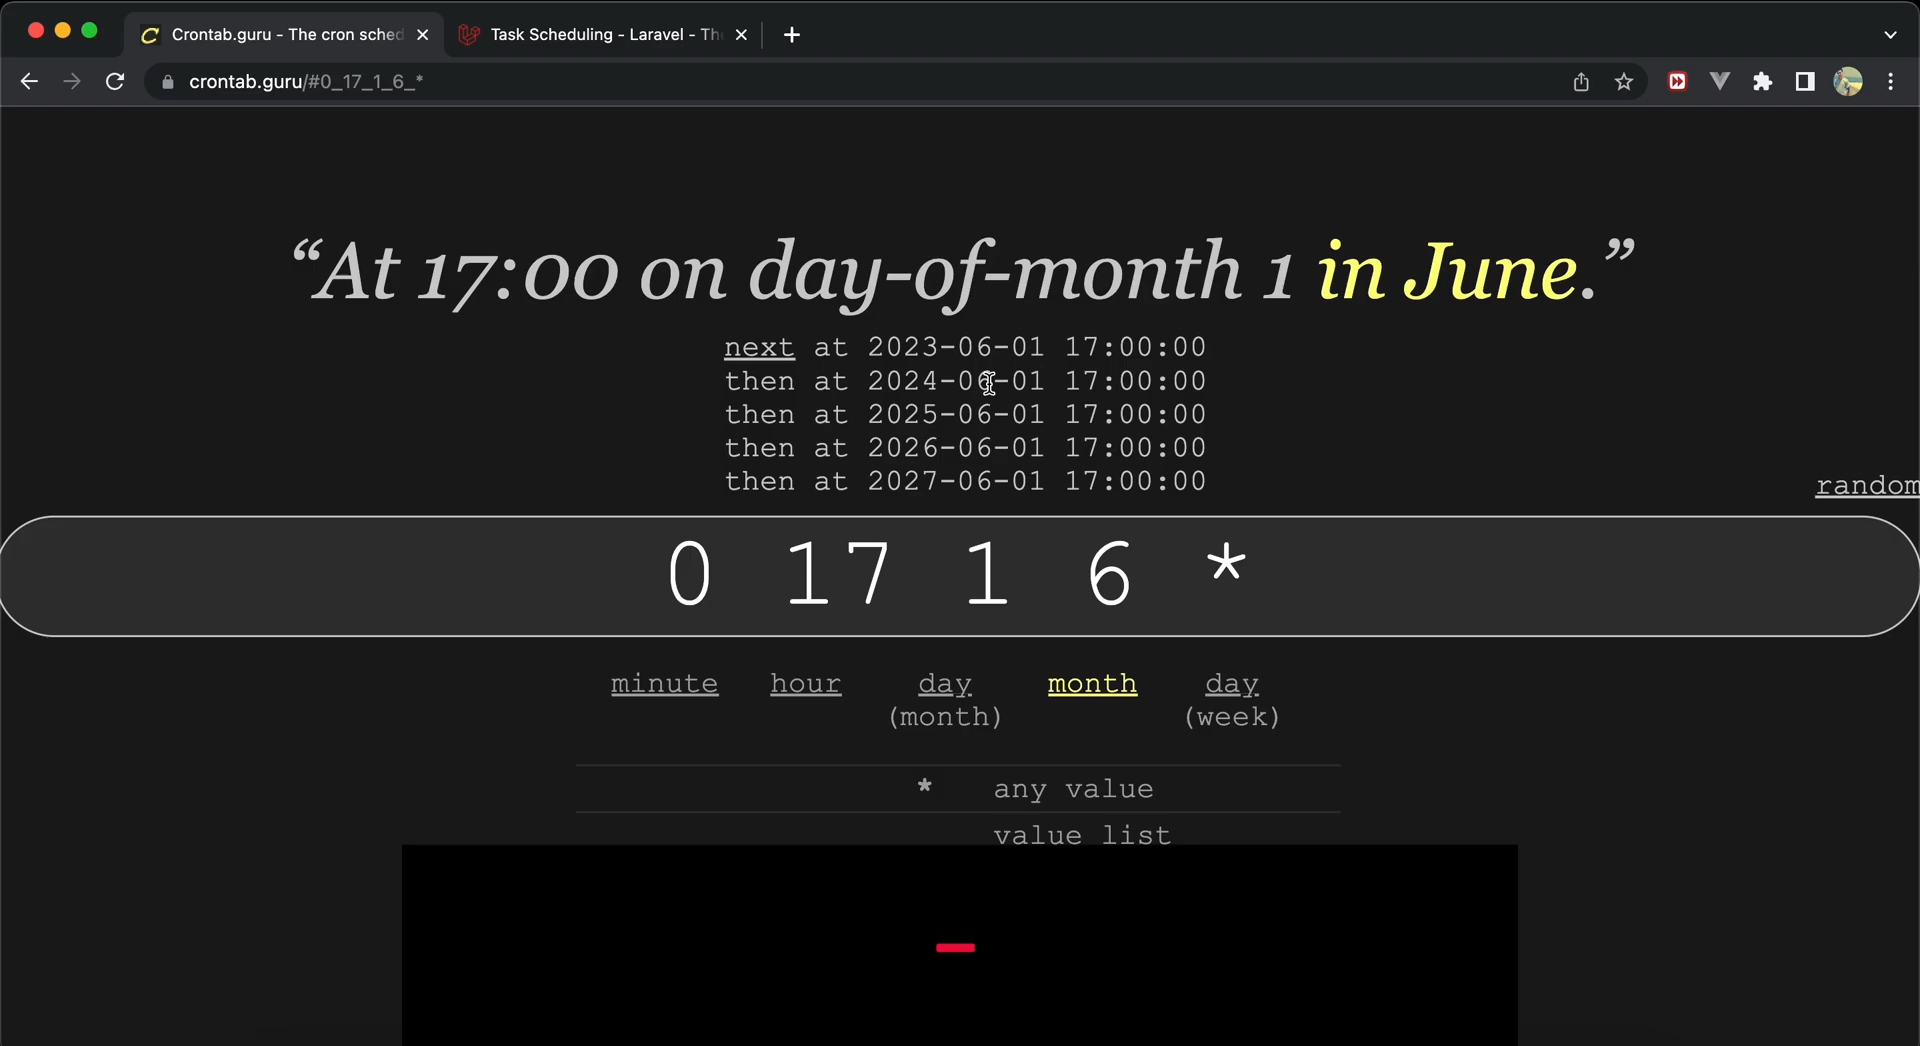 Crontab.guru - The cron sched
Task Scheduling - Laravel - Th
crontab.guru/#0_17_1_6_*
“At 17:00 on day-of-month 1 in June.”
next at 2023-06-01 17:00:00
then at 2024-06-01 17:00:00
then at 2025-06-01 17:00:00
then at 2026-06-01 17:00:00
then at 2027-06-01 17:00:00
random
0 17 1 6 *
minute hour day month day
(month) (week)
* any value
value list